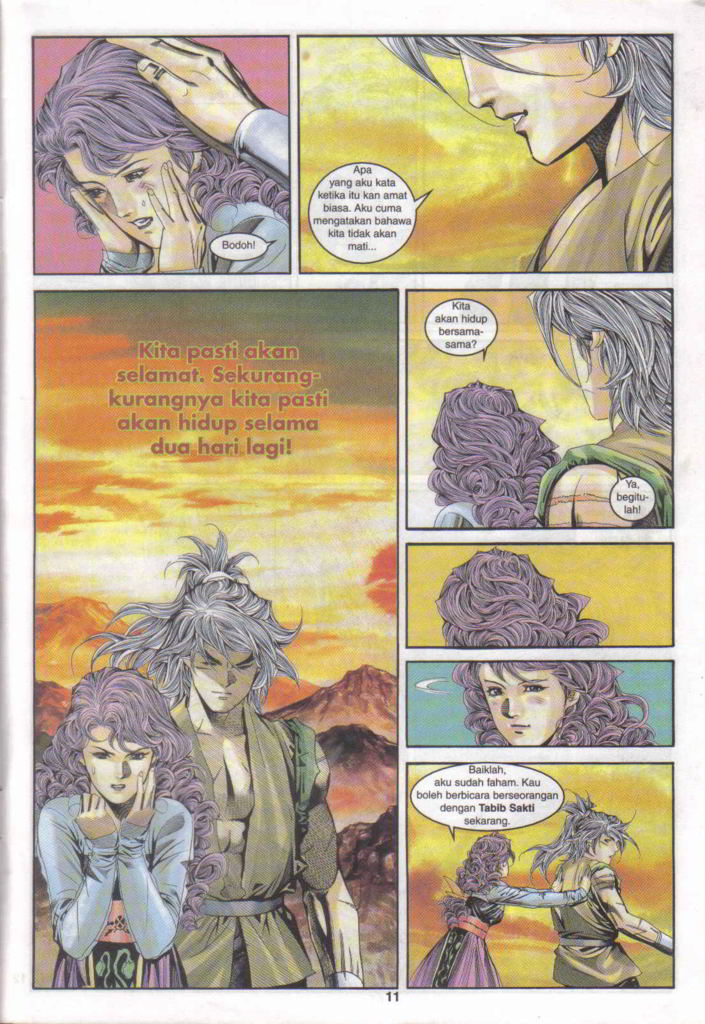 Bodoh!
Apa
yang aku kata
ketika itu kan amat
biasa. Aku cuma
mengatakan bahawa
kita tidak akan
mati...
Kita pasti akan
selamat. Sekurang-
kurangnya kita pasti
akan hidup selama
dua hari lagi!
Kita
akan hidup
bersama-
sama?
Ya,
begitu-
lah!
Baiklah,
aku sudah faham. Kau
boleh berbicara berseorangan
dengan Tabib Sakti
sekarang.
11